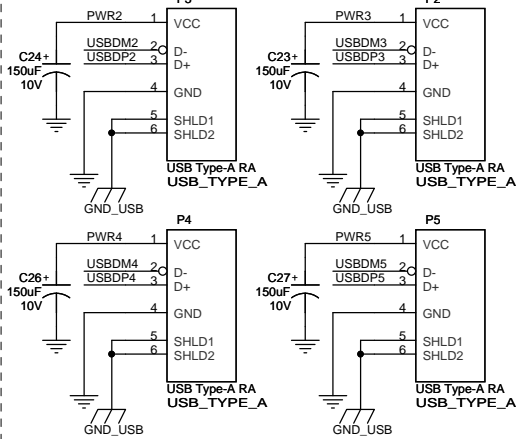 P3
PWR2 1 VCC
USBDM2 2 D-
USBDP2 3 D+
C24 +
150uF
10V
4 GND
5 SHLD1
6 SHLD2
USB Type-A RA
USB_TYPE_A
GND_USB
P2
PWR3 1 VCC
USBDM3 2 D-
USBDP3 3 D+
C23 +
150uF
10V
4 GND
5 SHLD1
6 SHLD2
USB Type-A RA
USB_TYPE_A
GND_USB
P4
PWR4 1 VCC
USBDM4 2 D-
USBDP4 3 D+
C26 +
150uF
10V
4 GND
5 SHLD1
6 SHLD2
USB Type-A RA
USB_TYPE_A
GND_USB
P5
PWR5 1 VCC
USBDM5 2 D-
USBDP5 3 D+
C27 +
150uF
10V
4 GND
5 SHLD1
6 SHLD2
USB Type-A RA
USB_TYPE_A
GND_USB